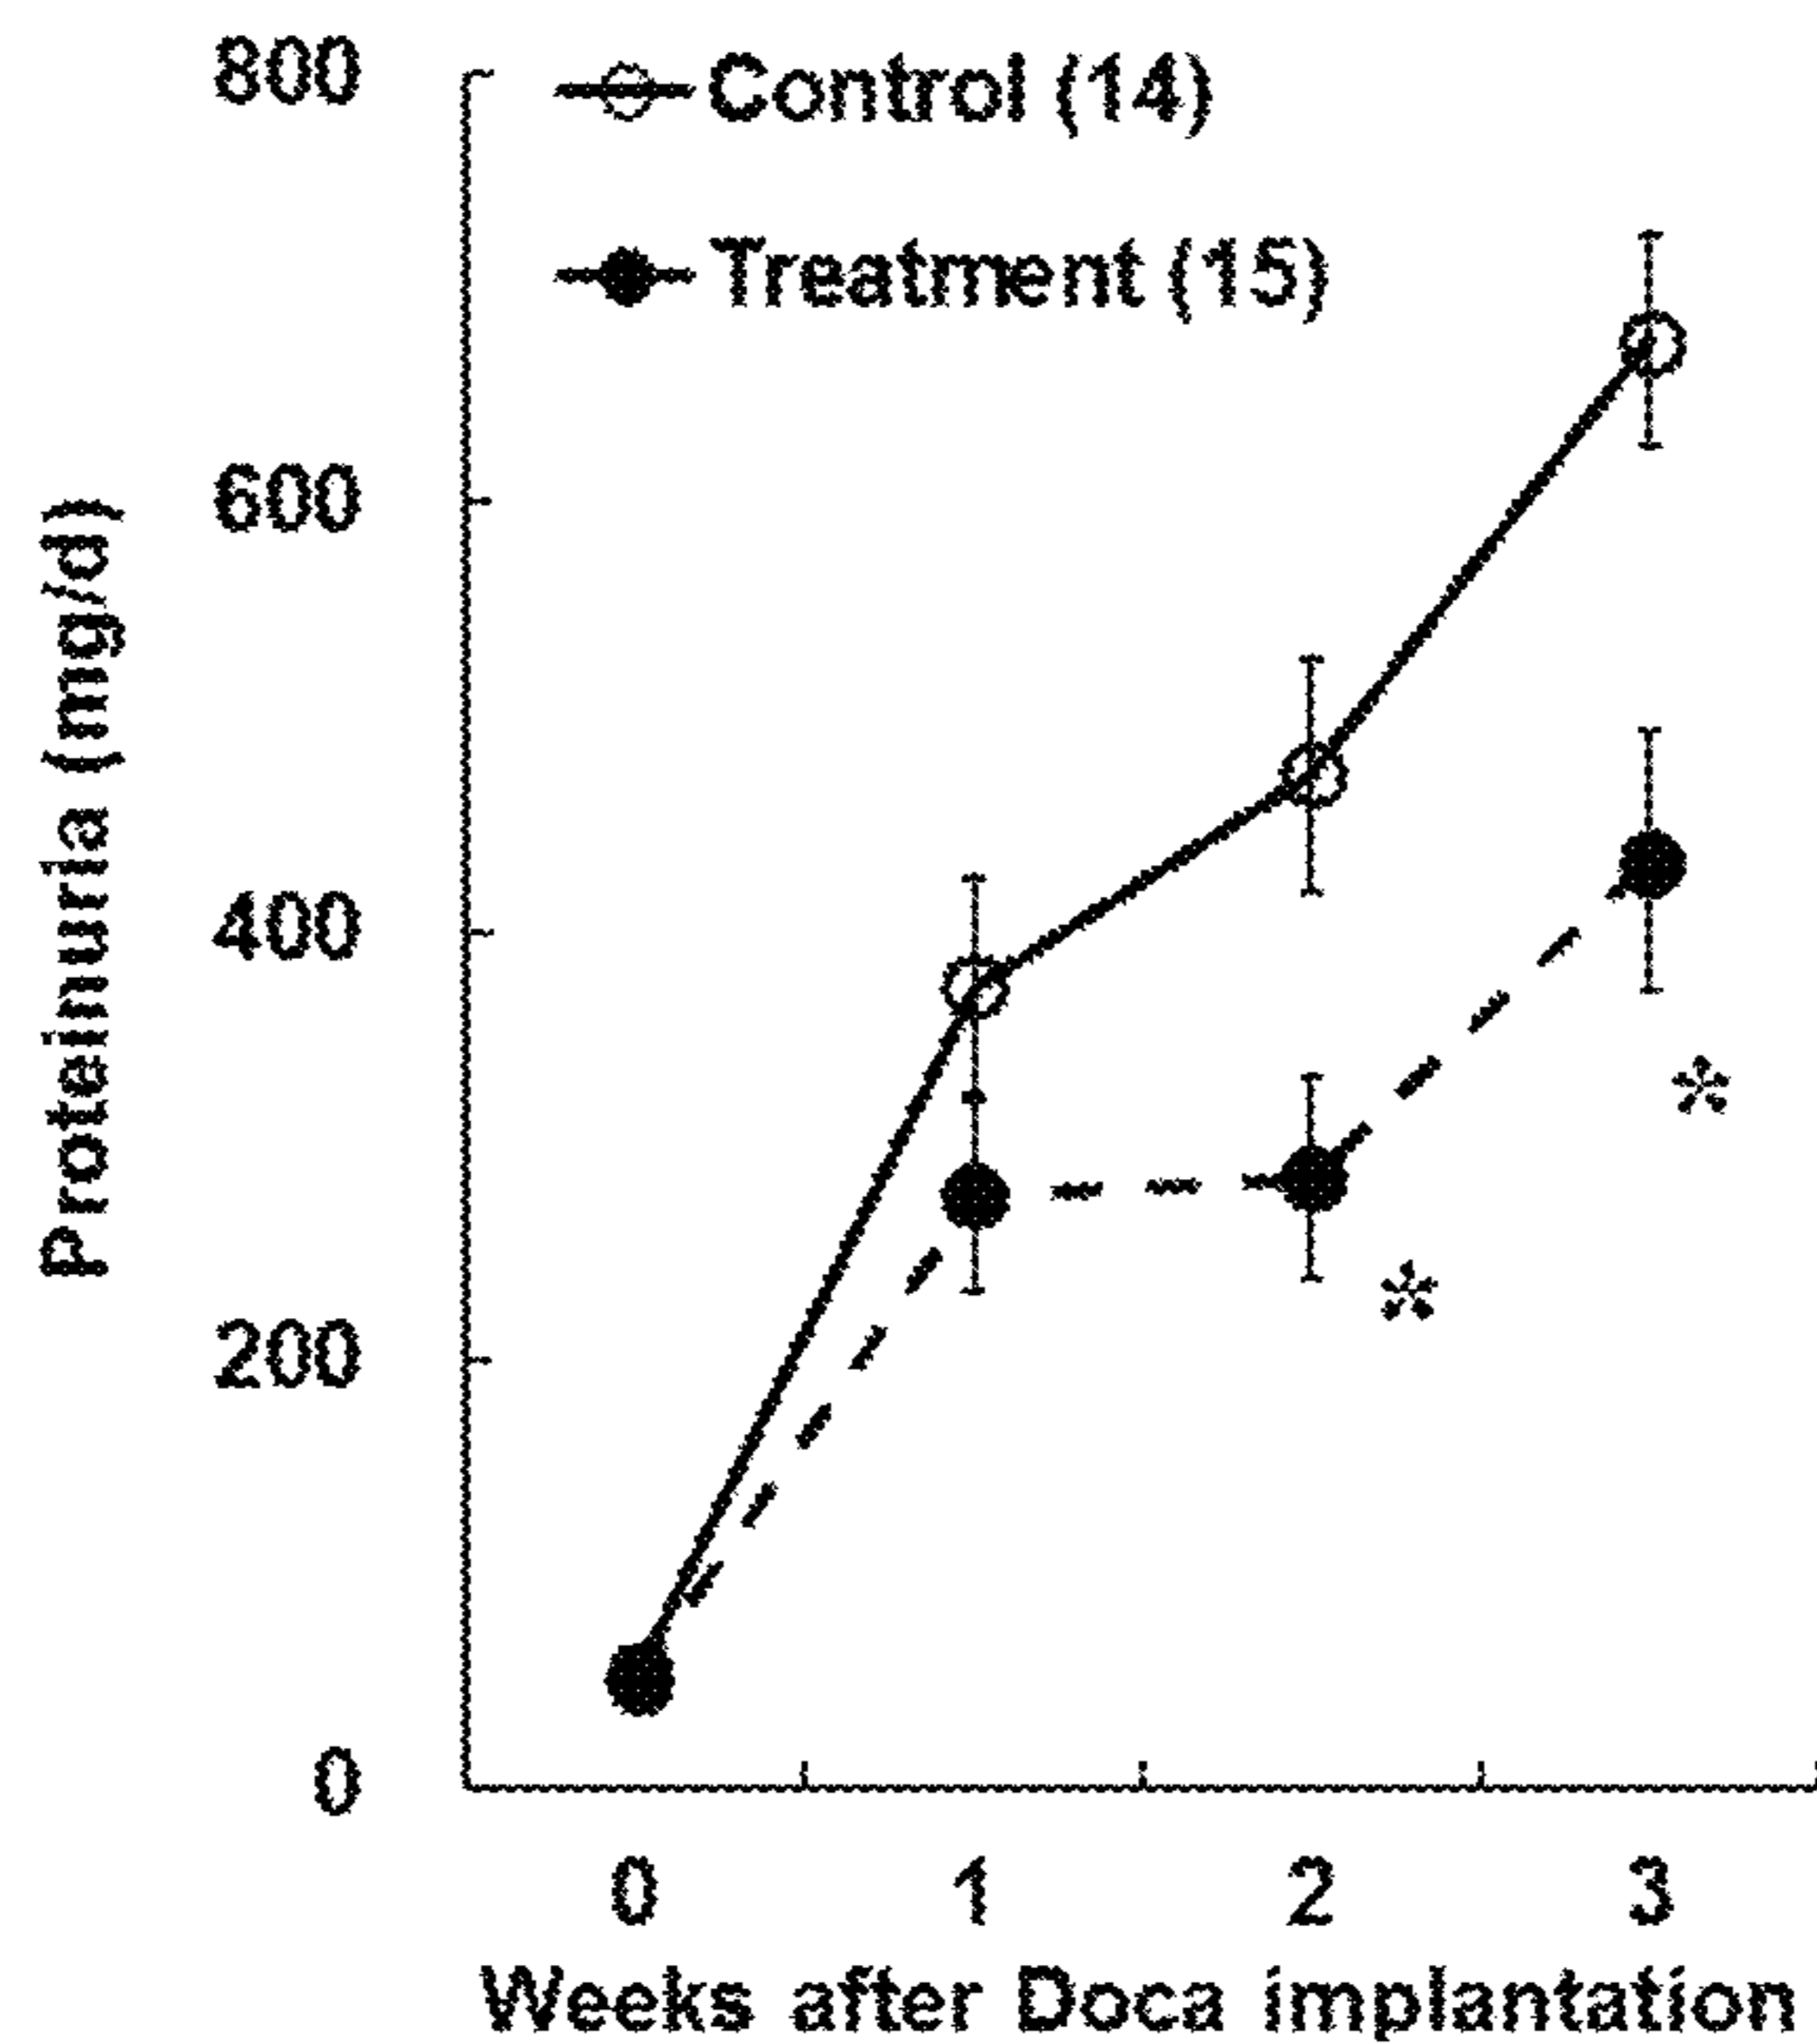 800
Control (14)
Treatment (15)
600
400
200
0
Proteinuria (mg/d)
*
*
0 1 2 3
Weeks after Doca implantation